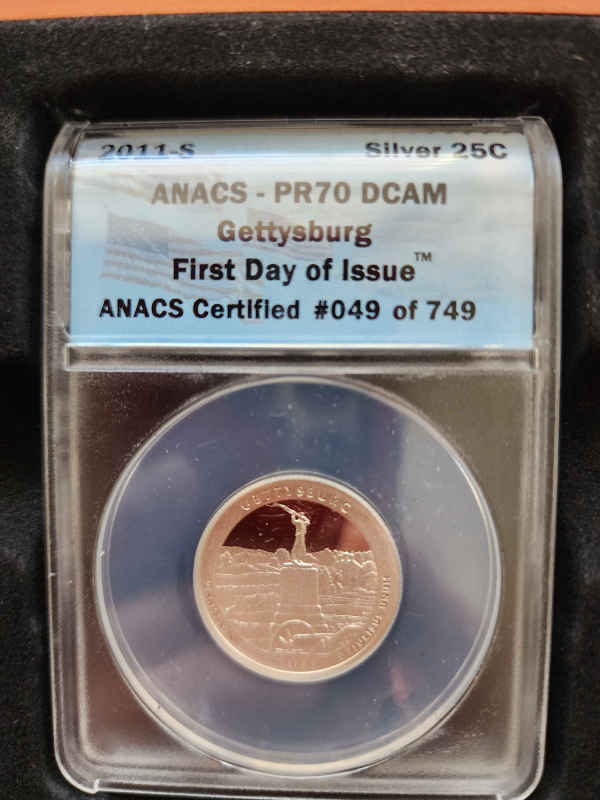 2011-S Silver 25C
ANACS - PR70 DCAM
Gettysburg
First Day of Issue™
ANACS Certified #049 of 749
GETTYSBURG